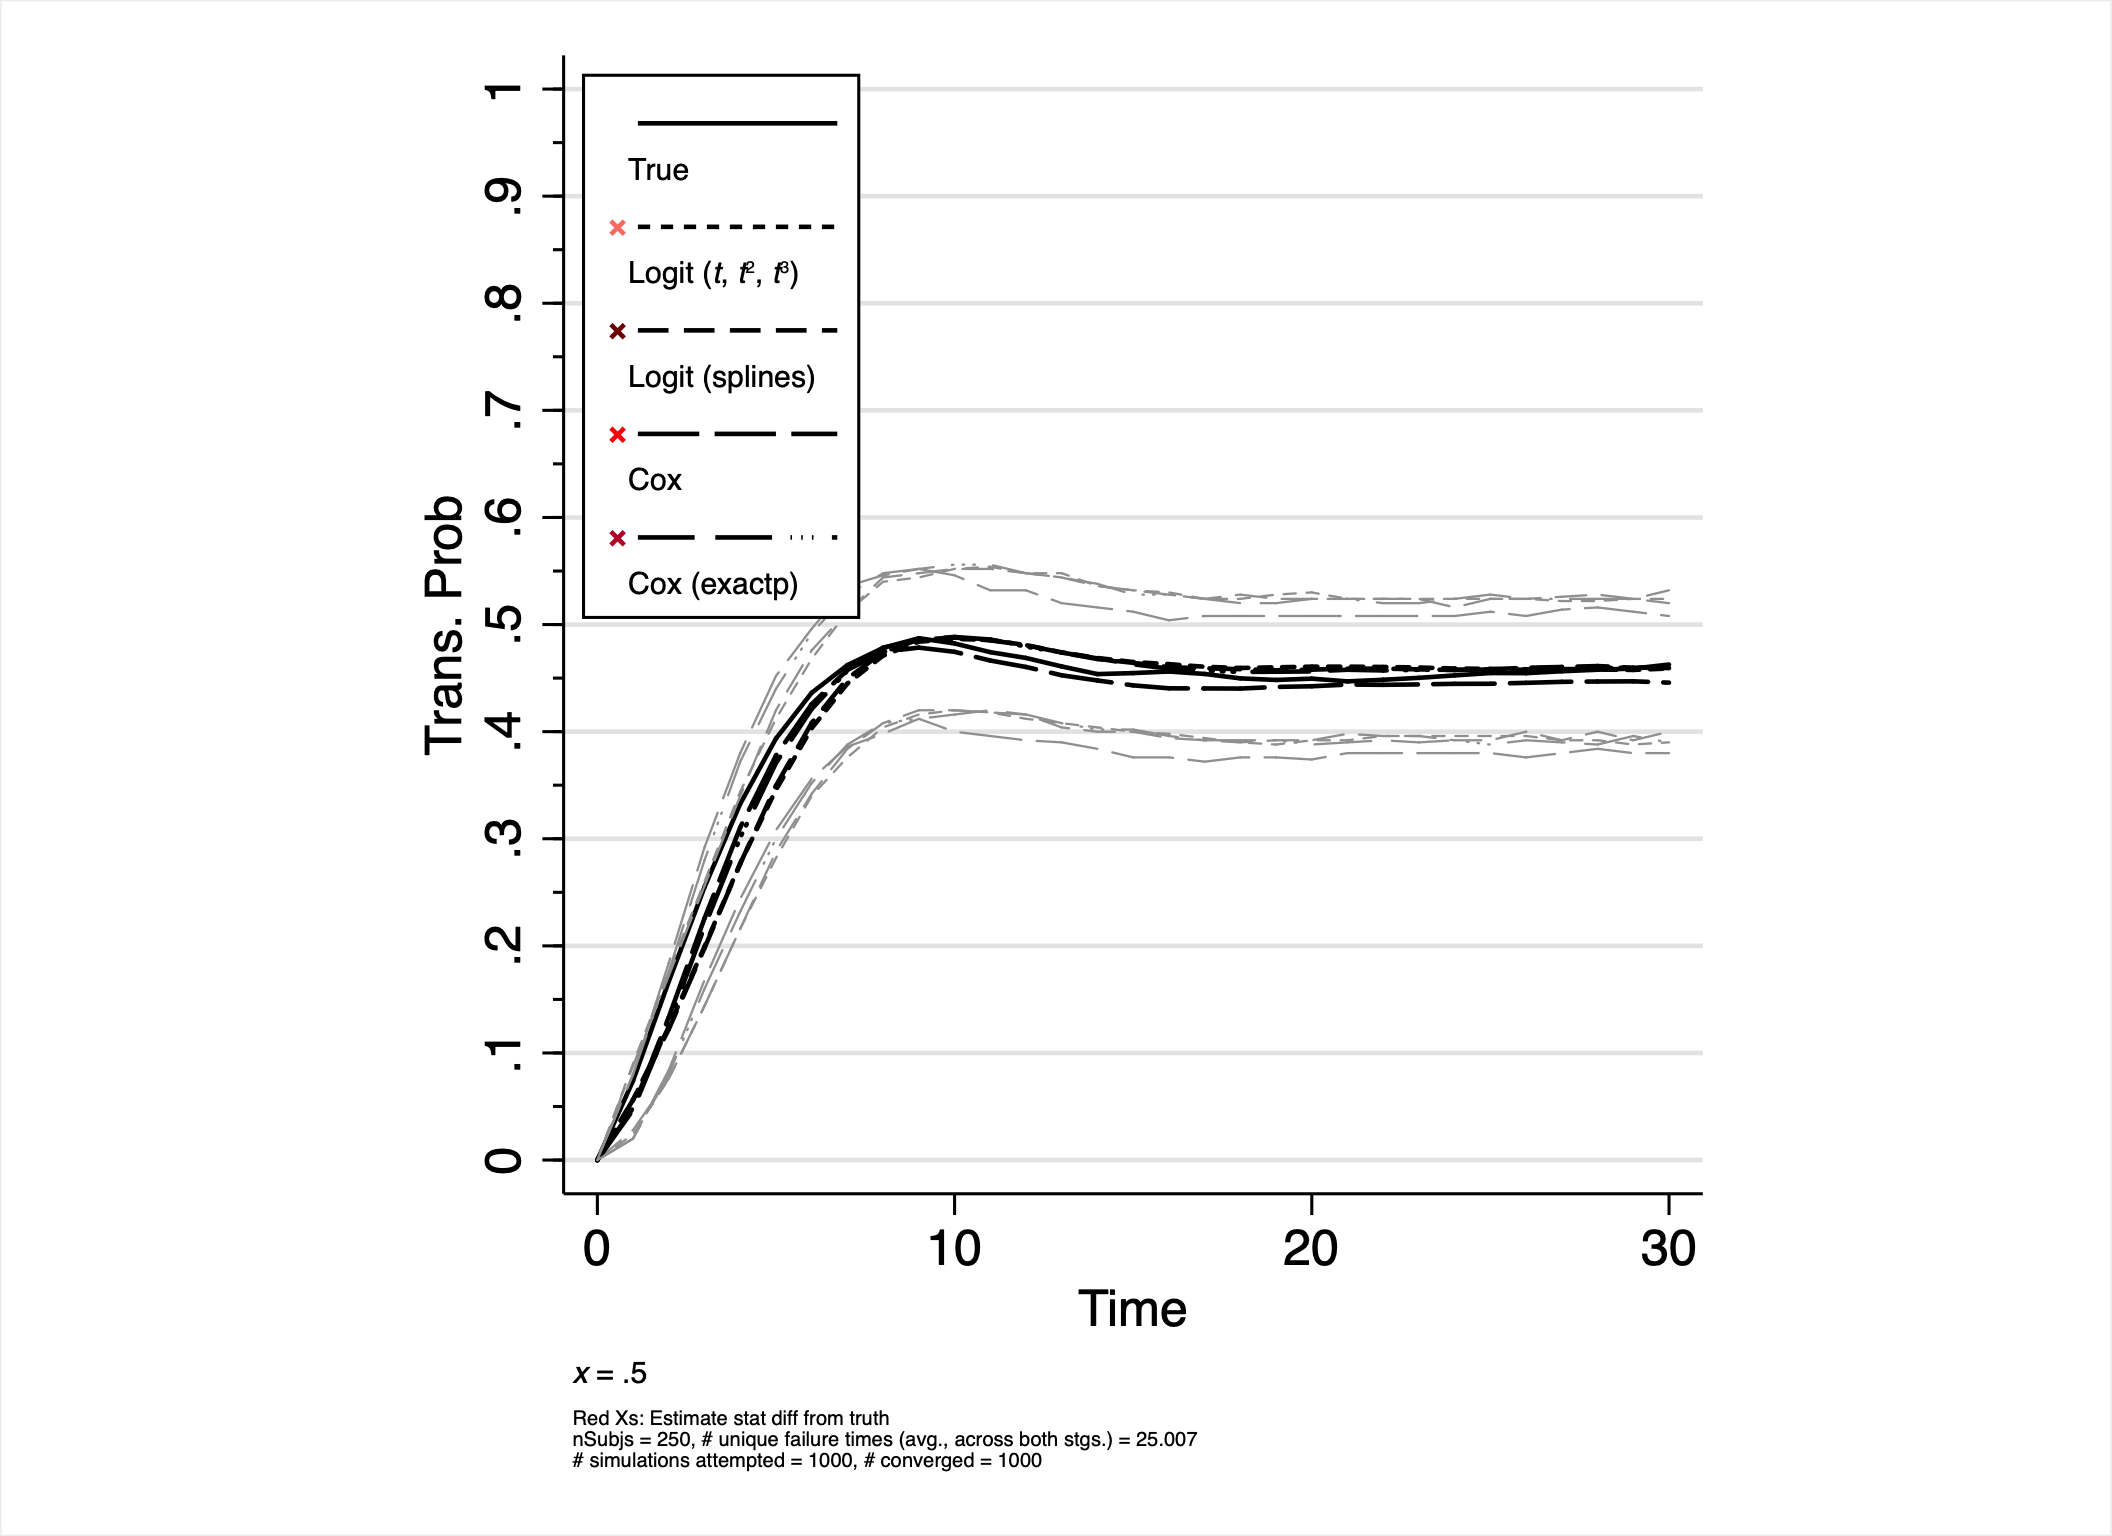 1
.9
.8
.7
.6
.5
.4
.3
.2
.1
0
Trans. Prob
True
Logit (t, t², t³)
Logit (splines)
Cox
Cox (exactp)
0 10 20 30
Time
x = .5
Red Xs: Estimate stat diff from truth
nSubjs = 250, # unique failure times (avg., across both stgs.) = 25.007
# simulations attempted = 1000, # converged = 1000